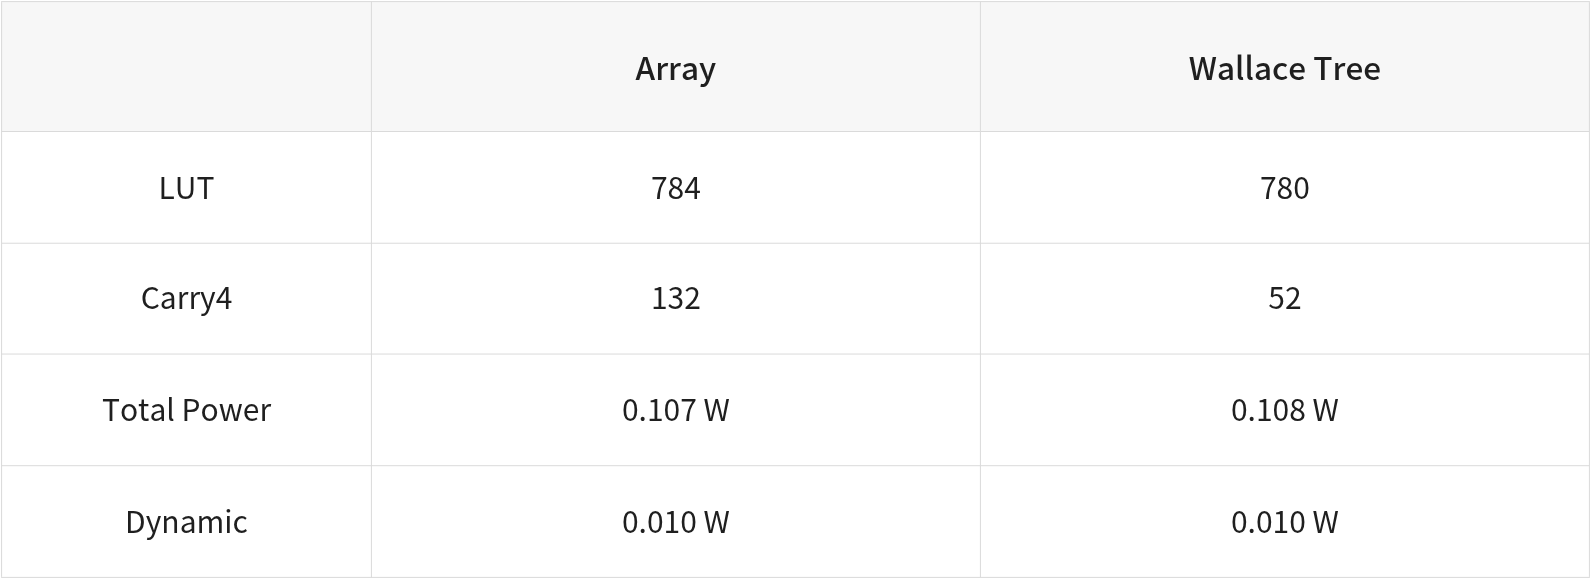 Array Wallace Tree
LUT 784 780
Carry4 132 52
Total Power 0.107 W 0.108 W
Dynamic 0.010 W 0.010 W